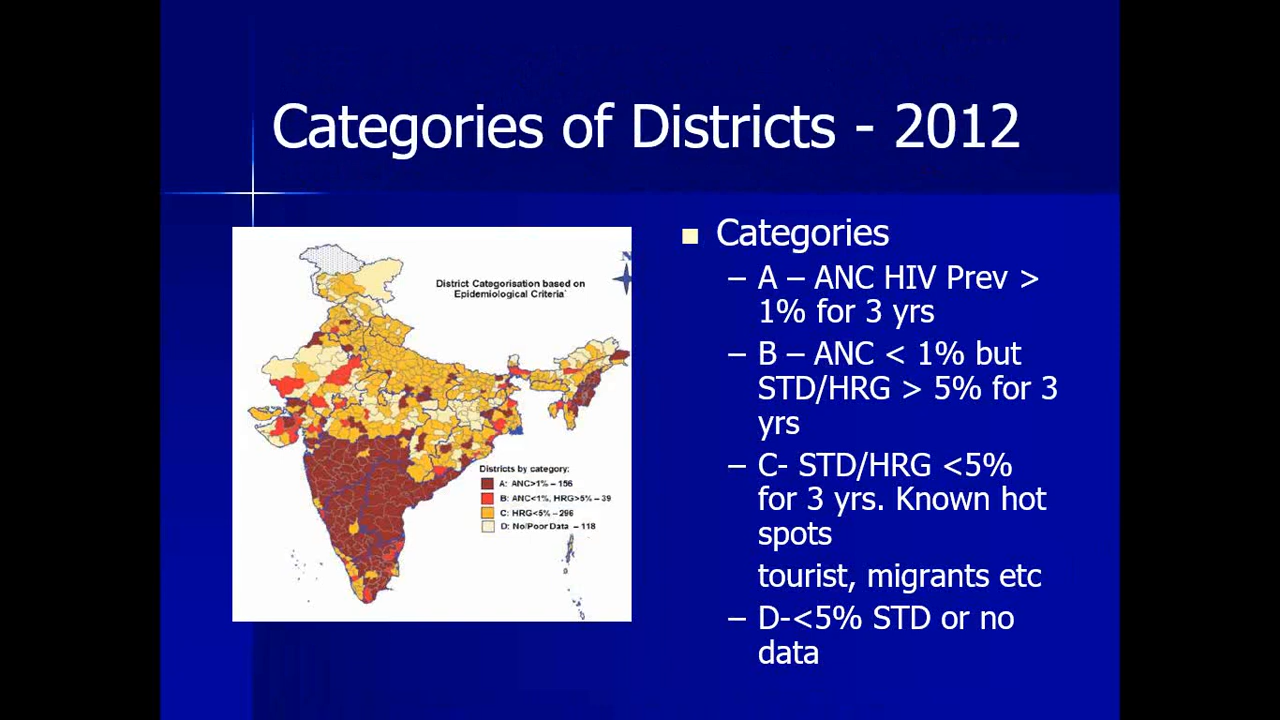 Categories of Districts - 2012
N
District Categorisation based on
Epidemiological Criteria*
Districts by category:
A: ANC>1% – 156
B: ANC<1%, HRG>5% – 39
C: HRG<5% – 296
D: No/Poor Data – 118
Categories
– A – ANC HIV Prev >
1% for 3 yrs
– B – ANC < 1% but
STD/HRG > 5% for 3
yrs
– C- STD/HRG <5%
for 3 yrs. Known hot
spots
tourist, migrants etc
– D-<5% STD or no
data